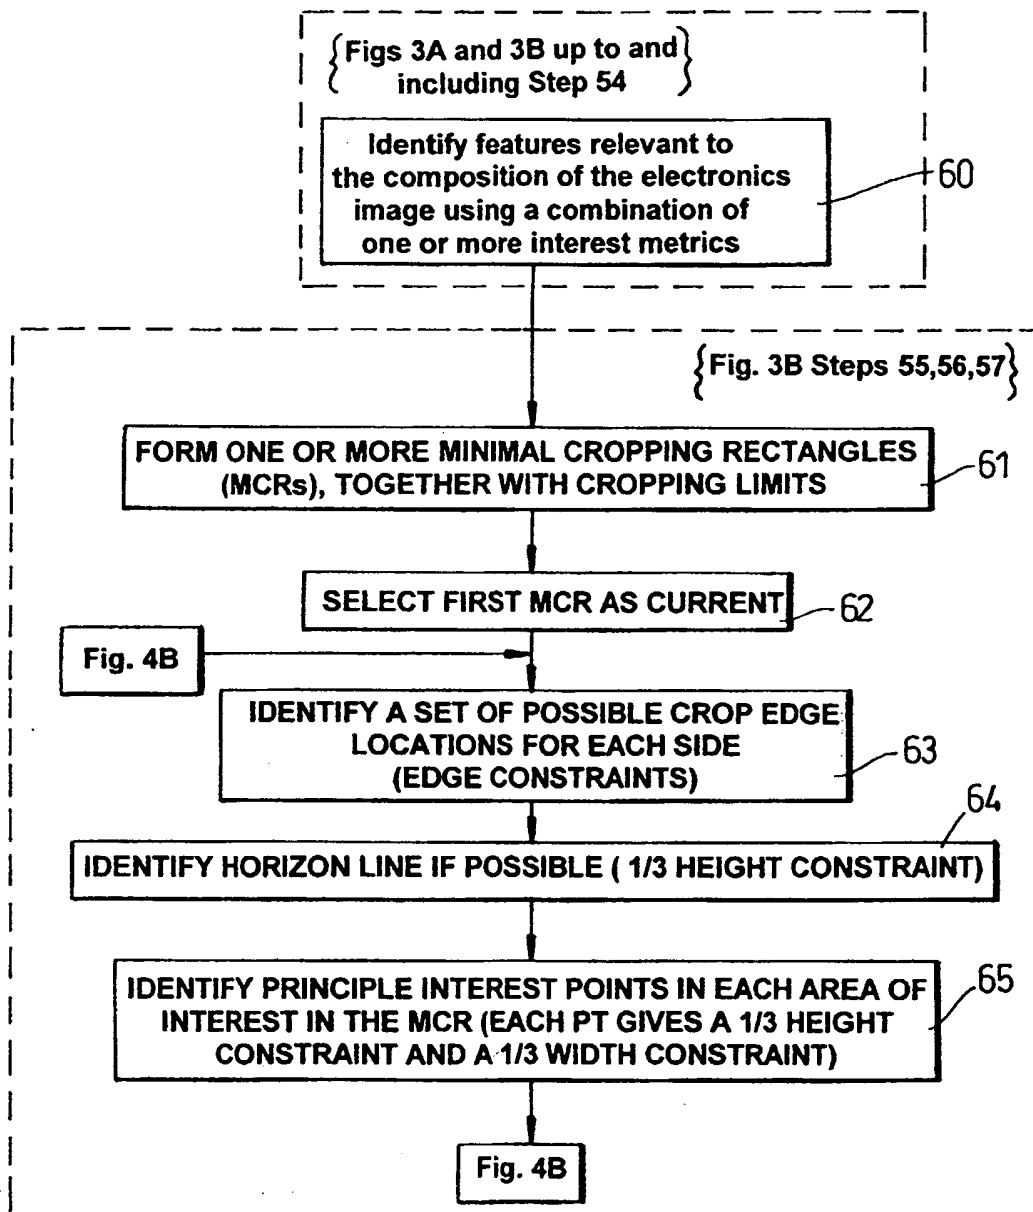 {Figs 3A and 3B up to and
including Step 54}
Identify features relevant to
the composition of the electronics
image using a combination of
one or more interest metrics
60
{Fig. 3B Steps 55,56,57}
FORM ONE OR MORE MINIMAL CROPPING RECTANGLES
(MCRs), TOGETHER WITH CROPPING LIMITS
61
SELECT FIRST MCR AS CURRENT
62
Fig. 4B
IDENTIFY A SET OF POSSIBLE CROP EDGE
LOCATIONS FOR EACH SIDE
(EDGE CONSTRAINTS)
63
64
IDENTIFY HORIZON LINE IF POSSIBLE ( 1/3 HEIGHT CONSTRAINT)
IDENTIFY PRINCIPLE INTEREST POINTS IN EACH AREA OF
INTEREST IN THE MCR (EACH PT GIVES A 1/3 HEIGHT
CONSTRAINT AND A 1/3 WIDTH CONSTRAINT)
65
Fig. 4B